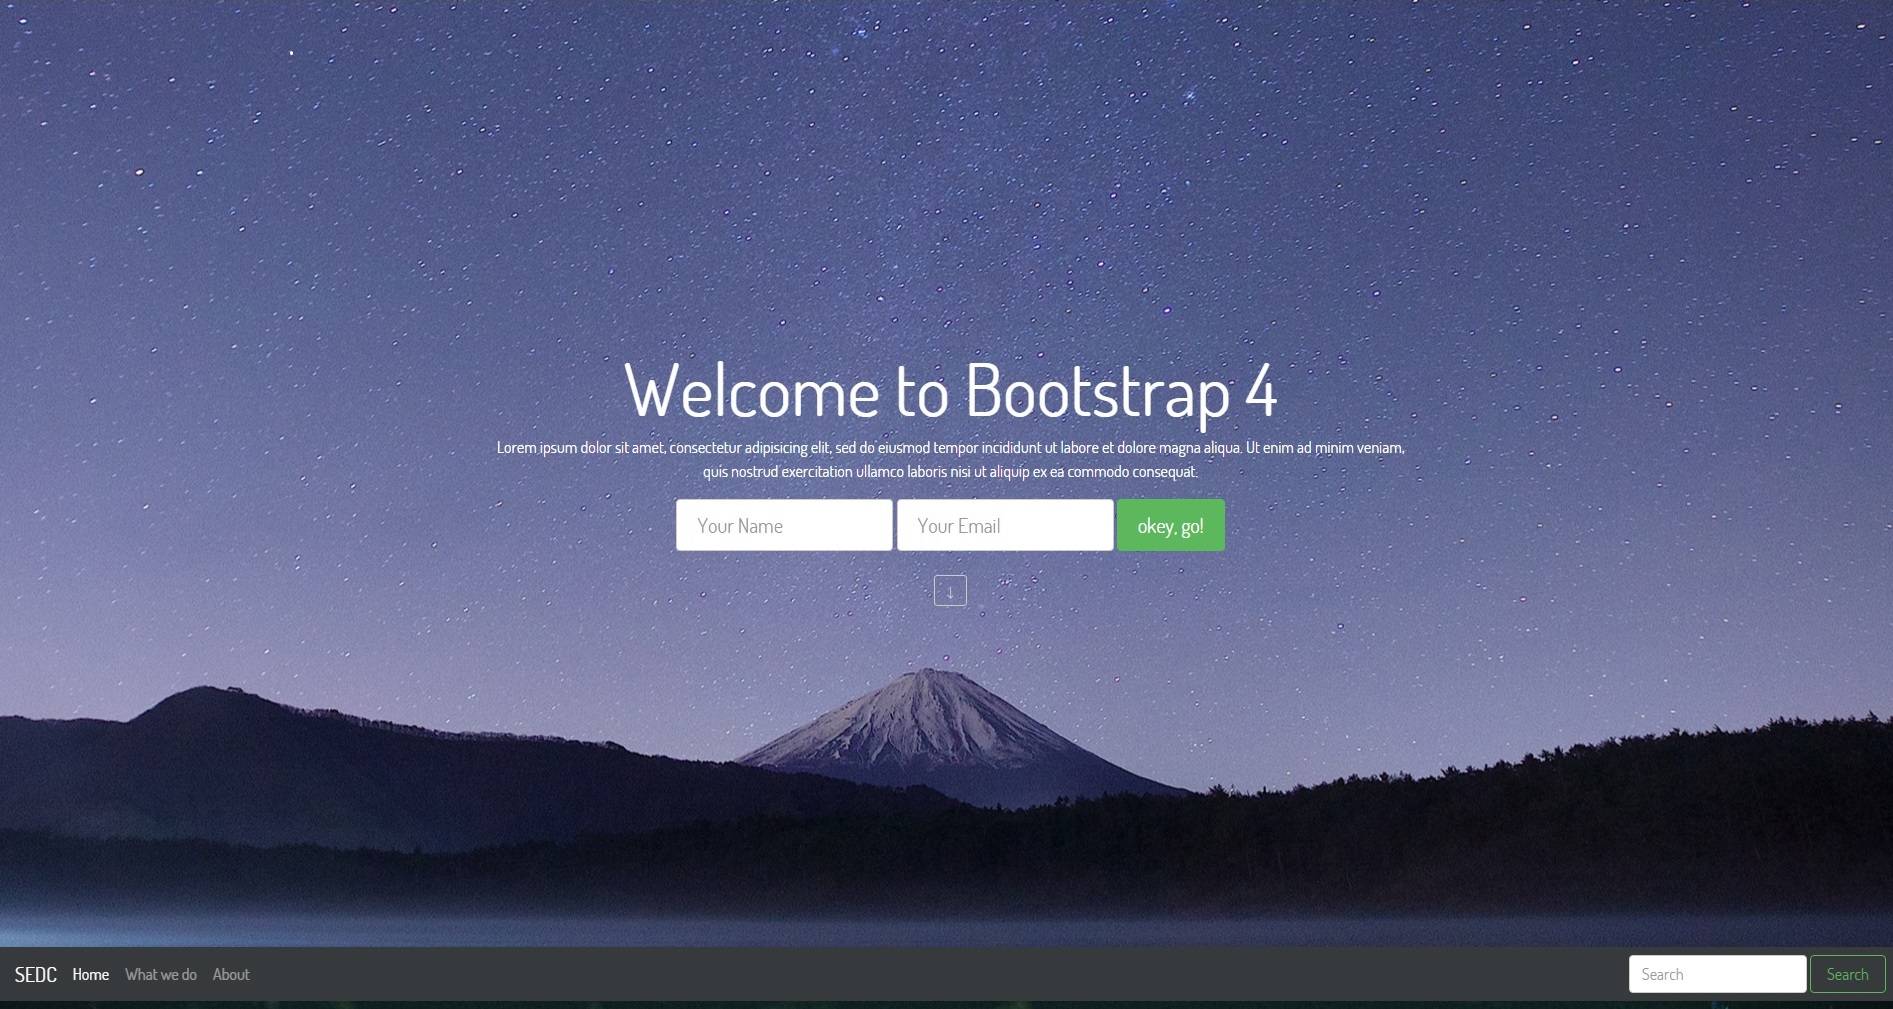 Welcome to Bootstrap 4
Lorem ipsum dolor sit amet, consectetur adipisicing elit, sed do eiusmod tempor incididunt ut labore et dolore magna aliqua. Ut enim ad minim veniam,
quis nostrud exercitation ullamco laboris nisi ut aliquip ex ea commodo consequat.
Your Name Your Email okey, go!
↓
SEDC Home What we do About Search Search